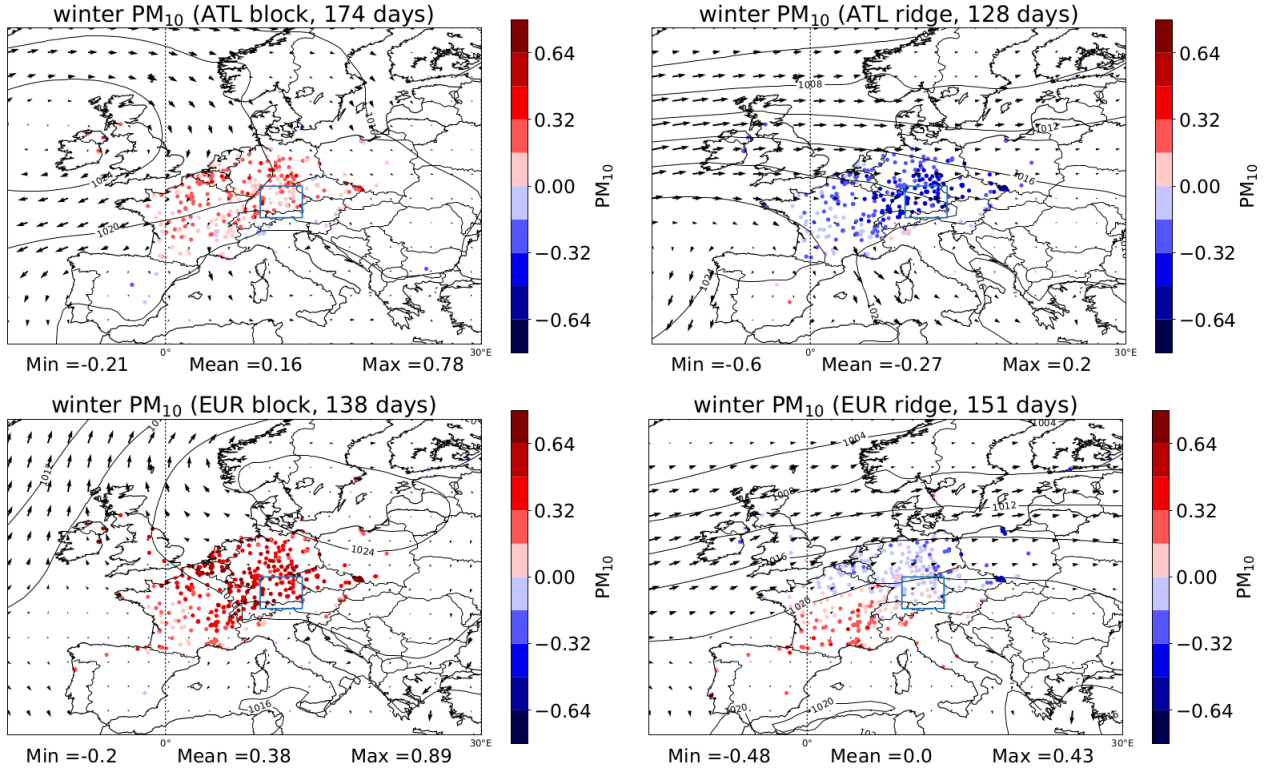 winter PM10 (ATL block, 174 days)
1020
0.64
0.32
0.00
−0.32
−0.64
PM10
0°
30°E
Min =-0.21 Mean =0.16 Max =0.78
winter PM10 (ATL ridge, 128 days)
1008
1012
1016
0.64
0.32
0.00
−0.32
−0.64
PM10
0°
30°E
Min =-0.6 Mean =-0.27 Max =0.2
winter PM10 (EUR block, 138 days)
1024
1016
0.64
0.32
0.00
−0.32
−0.64
PM10
0°
30°E
Min =-0.2 Mean =0.38 Max =0.89
winter PM10 (EUR ridge, 151 days)
1004
1004
1008
1012
1016
1020
1020
1020
0.64
0.32
0.00
−0.32
−0.64
PM10
0°
30°E
Min =-0.48 Mean =0.0 Max =0.43